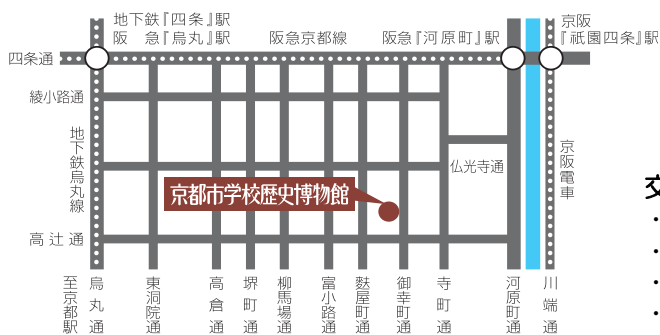 地下鉄『四条』駅
阪 急『烏丸』駅
阪急京都線
阪急『河原町』駅
京阪
『祇園四条』駅
四条通
綾小路通
地下鉄烏丸線
仏光寺通
京阪電車
京都市学校歴史博物館
交
・
・
・
・
高辻通
至京都駅
烏丸通
東洞院通
高倉通
堺町通
柳馬場通
富小路通
麩屋町通
御幸町通
寺町通
河原町通
川端通